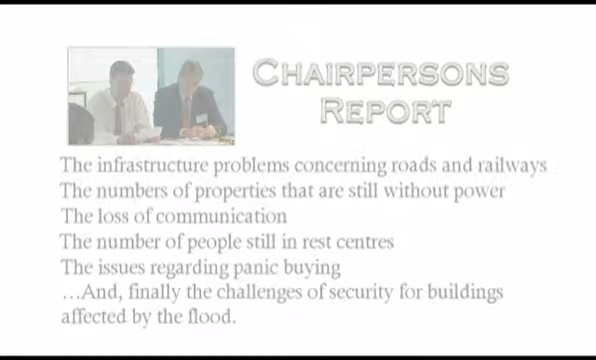 CHAIRPERSONS
REPORT
The infrastructure problems concerning roads and railways
The numbers of properties that are still without power
The loss of communication
The number of people still in rest centres
The issues regarding panic buying
…And, finally the challenges of security for buildings
affected by the flood.